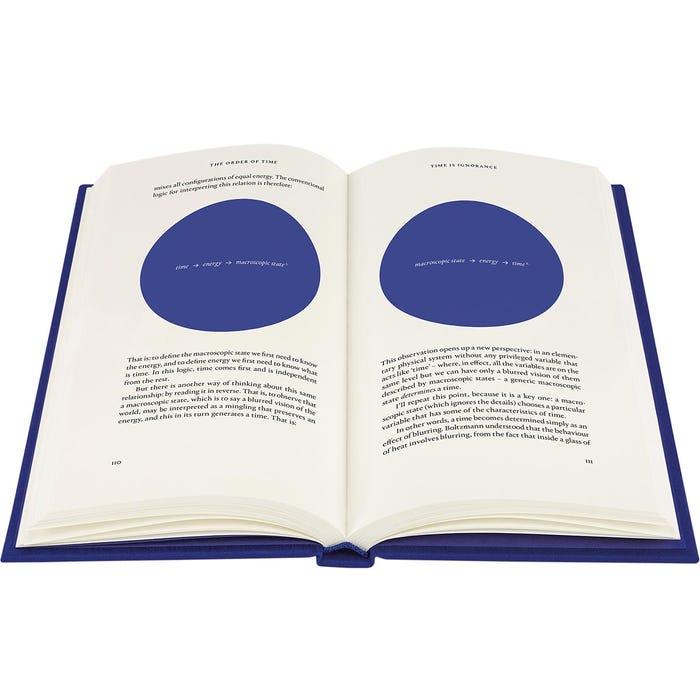 THE ORDER OF TIME
mixes all configurations of equal energy. The conventional
logic for interpreting this relation is therefore:
time → energy → macroscopic state⁵
That is: to define the macroscopic state we first need to know
the energy, and to define energy we first need to know what
is time. In this logic, time comes first and is independent
from the rest.
But there is another way of thinking about this same
relationship: by reading it in reverse. That is, to observe that
a macroscopic state, which is to say a blurred vision of the
world, may be interpreted as a mingling that preserves an
energy, and this in its turn generates a time. That is:
110
TIME IS IGNORANCE
macroscopic state → energy → time⁶
This observation opens up a new perspective: in an elemen-
tary physical system without any privileged variable that
acts like 'time' – where, in effect, all the variables are on the
same level but we can have only a blurred vision of them
described by macroscopic states – a generic macroscopic
state determines a time.
I'll repeat this point, because it is a key one: a macro-
scopic state (which ignores the details) chooses a particular
variable that has some of the characteristics of time.
In other words, a time becomes determined simply as an
effect of blurring. Boltzmann understood that the behaviour
of heat involves blurring, from the fact that inside a glass of
111